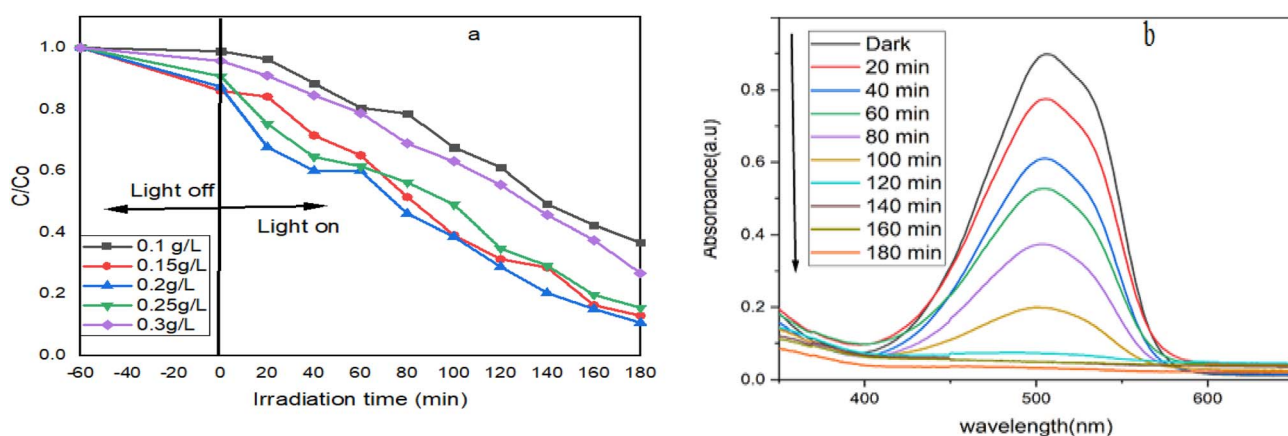 a
1.0
0.8
0.6
0.4
0.2
0.0
C/Co
Light off
Light on
0.1 g/L
0.15g/L
0.2g/L
0.25g/L
0.3g/L
-60 -40 -20 0 20 40 60 80 100 120 140 160 180
Irradiation time (min)
b
0.8
0.6
0.4
0.2
0.0
Absorbance(a.u)
Dark
20 min
40 min
60 min
80 min
100 min
120 min
140 min
160 min
180 min
400 500 600
wavelength(nm)